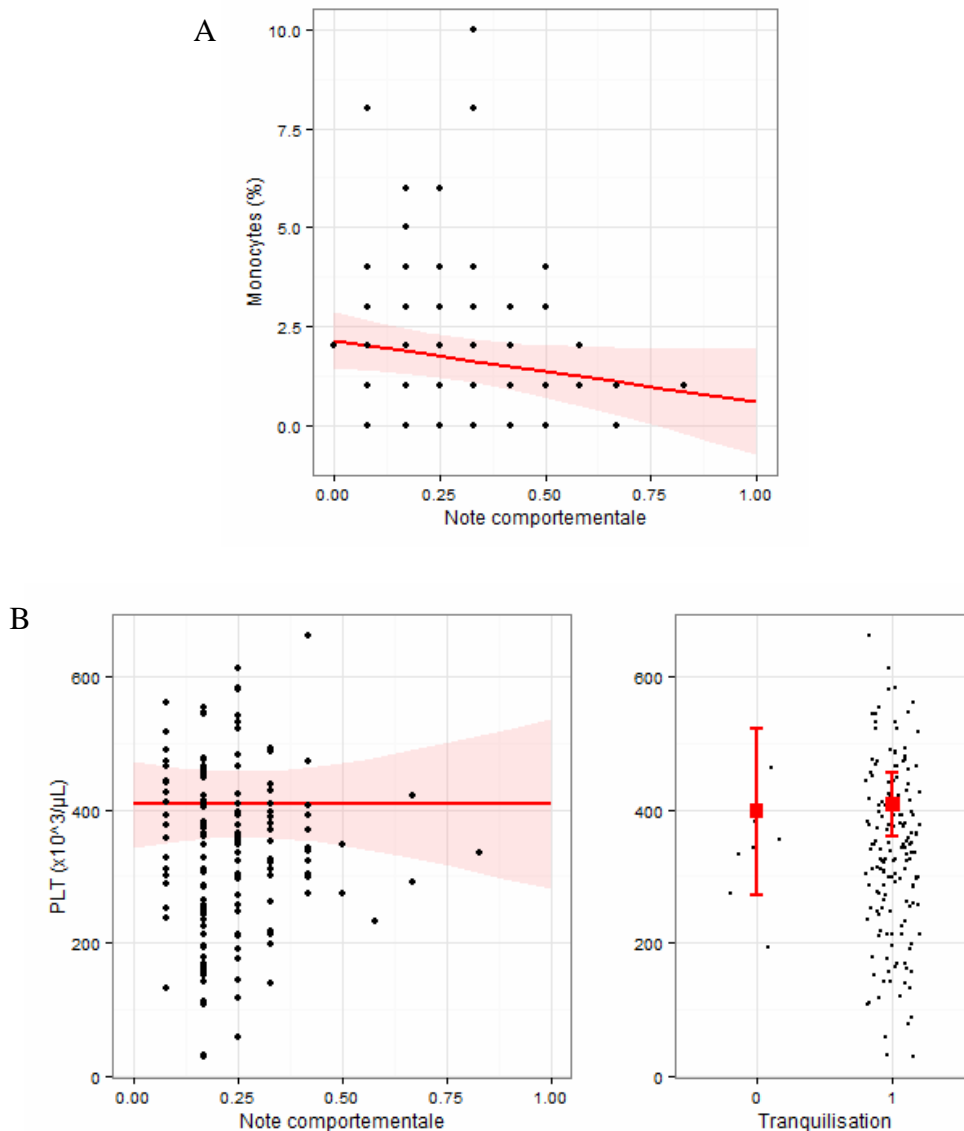 A
10.0
7.5
5.0
2.5
0.0
Monocytes (%)
0.00 0.25 0.50 0.75 1.00
Note comportementale
B
600
400
200
0
PLT (x10^3/µL)
0.00 0.25 0.50 0.75 1.00
Note comportementale
600
400
200
0
0 1
Tranquilisation